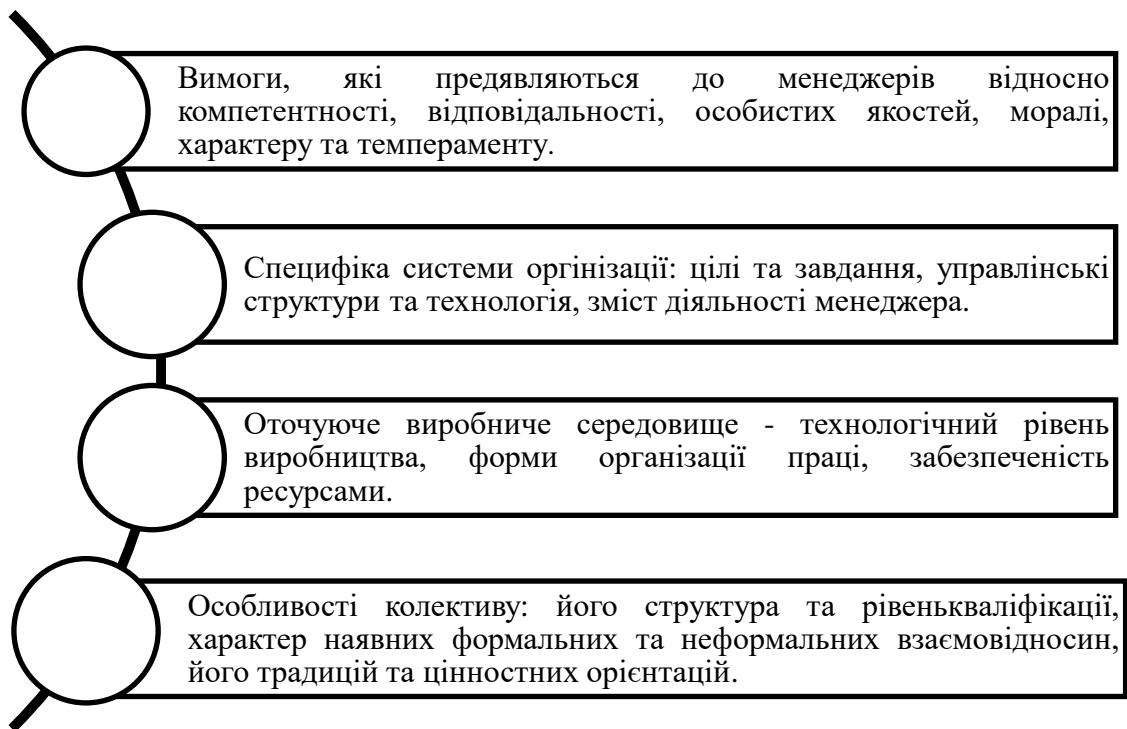 Вимоги, які предявляються до менеджерів відносно
компетентності, відповідальності, особистих якостей, моралі,
характеру та темпераменту.
Специфіка системи оргінізації: цілі та завдання, управлінські
структури та технологія, зміст діяльності менеджера.
Оточуюче виробниче середовище - технологічний рівень
виробництва, форми організації праці, забезпеченість
ресурсами.
Особливості колективу: його структура та рівенькваліфікації,
характер наявних формальних та неформальних взаємовідносин,
його традицій та цінностних орієнтацій.